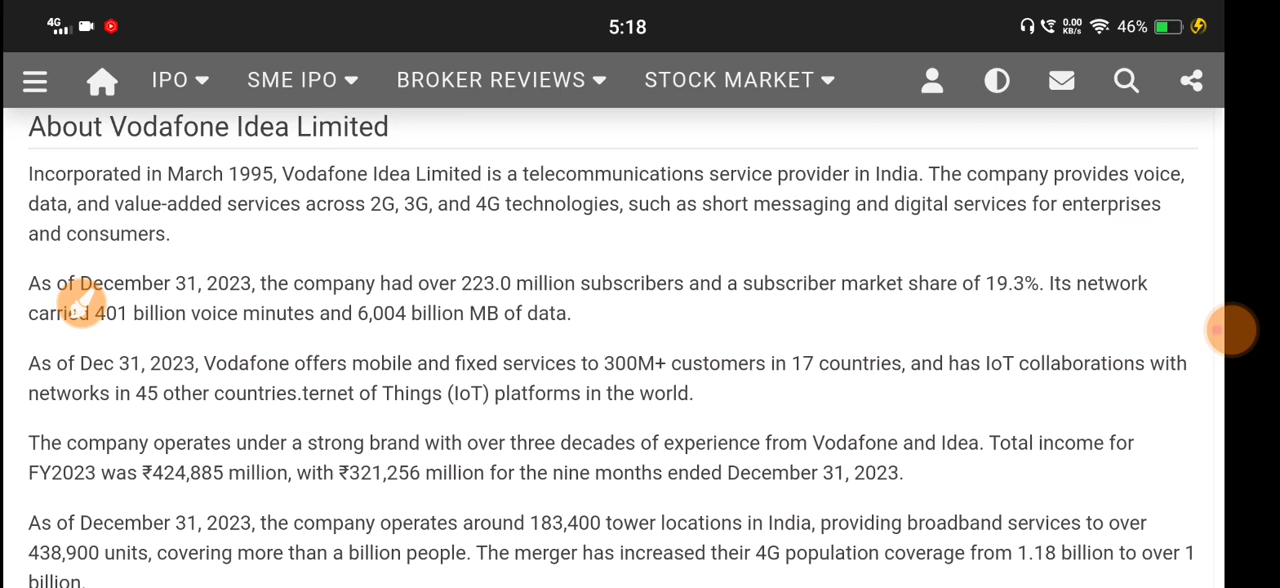 4G 5:18 0.00 KB/s 46%
IPO SME IPO BROKER REVIEWS STOCK MARKET
About Vodafone Idea Limited
Incorporated in March 1995, Vodafone Idea Limited is a telecommunications service provider in India. The company provides voice,
data, and value-added services across 2G, 3G, and 4G technologies, such as short messaging and digital services for enterprises
and consumers.
As of December 31, 2023, the company had over 223.0 million subscribers and a subscriber market share of 19.3%. Its network
carried 401 billion voice minutes and 6,004 billion MB of data.
As of Dec 31, 2023, Vodafone offers mobile and fixed services to 300M+ customers in 17 countries, and has IoT collaborations with
networks in 45 other countries.ternet of Things (IoT) platforms in the world.
The company operates under a strong brand with over three decades of experience from Vodafone and Idea. Total income for
FY2023 was ₹424,885 million, with ₹321,256 million for the nine months ended December 31, 2023.
As of December 31, 2023, the company operates around 183,400 tower locations in India, providing broadband services to over
438,900 units, covering more than a billion people. The merger has increased their 4G population coverage from 1.18 billion to over 1
billion.